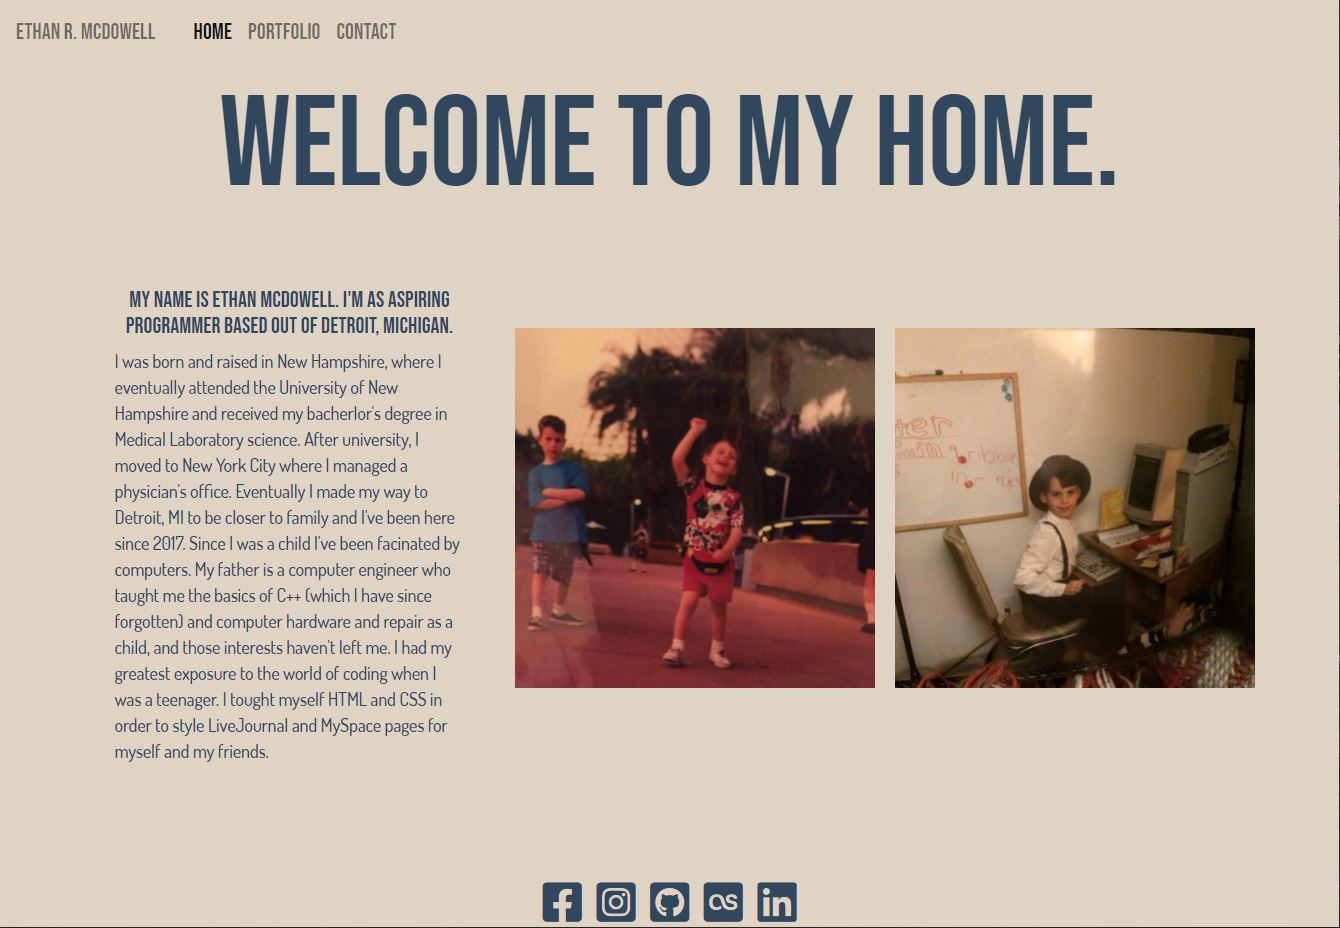 ETHAN R. MCDOWELL HOME PORTFOLIO CONTACT
WELCOME TO MY HOME.
MY NAME IS ETHAN MCDOWELL. I'M AS ASPIRING
PROGRAMMER BASED OUT OF DETROIT, MICHIGAN.
I was born and raised in New Hampshire, where I
eventually attended the University of New
Hampshire and received my bacherlor's degree in
Medical Laboratory science. After university, I
moved to New York City where I managed a
physician's office. Eventually I made my way to
Detroit, MI to be closer to family and I've been here
since 2017. Since I was a child I've been facinated by
computers. My father is a computer engineer who
taught me the basics of C++ (which I have since
forgotten) and computer hardware and repair as a
child, and those interests haven't left me. I had my
greatest exposure to the world of coding when I
was a teenager. I tought myself HTML and CSS in
order to style LiveJournal and MySpace pages for
myself and my friends.
ribbon